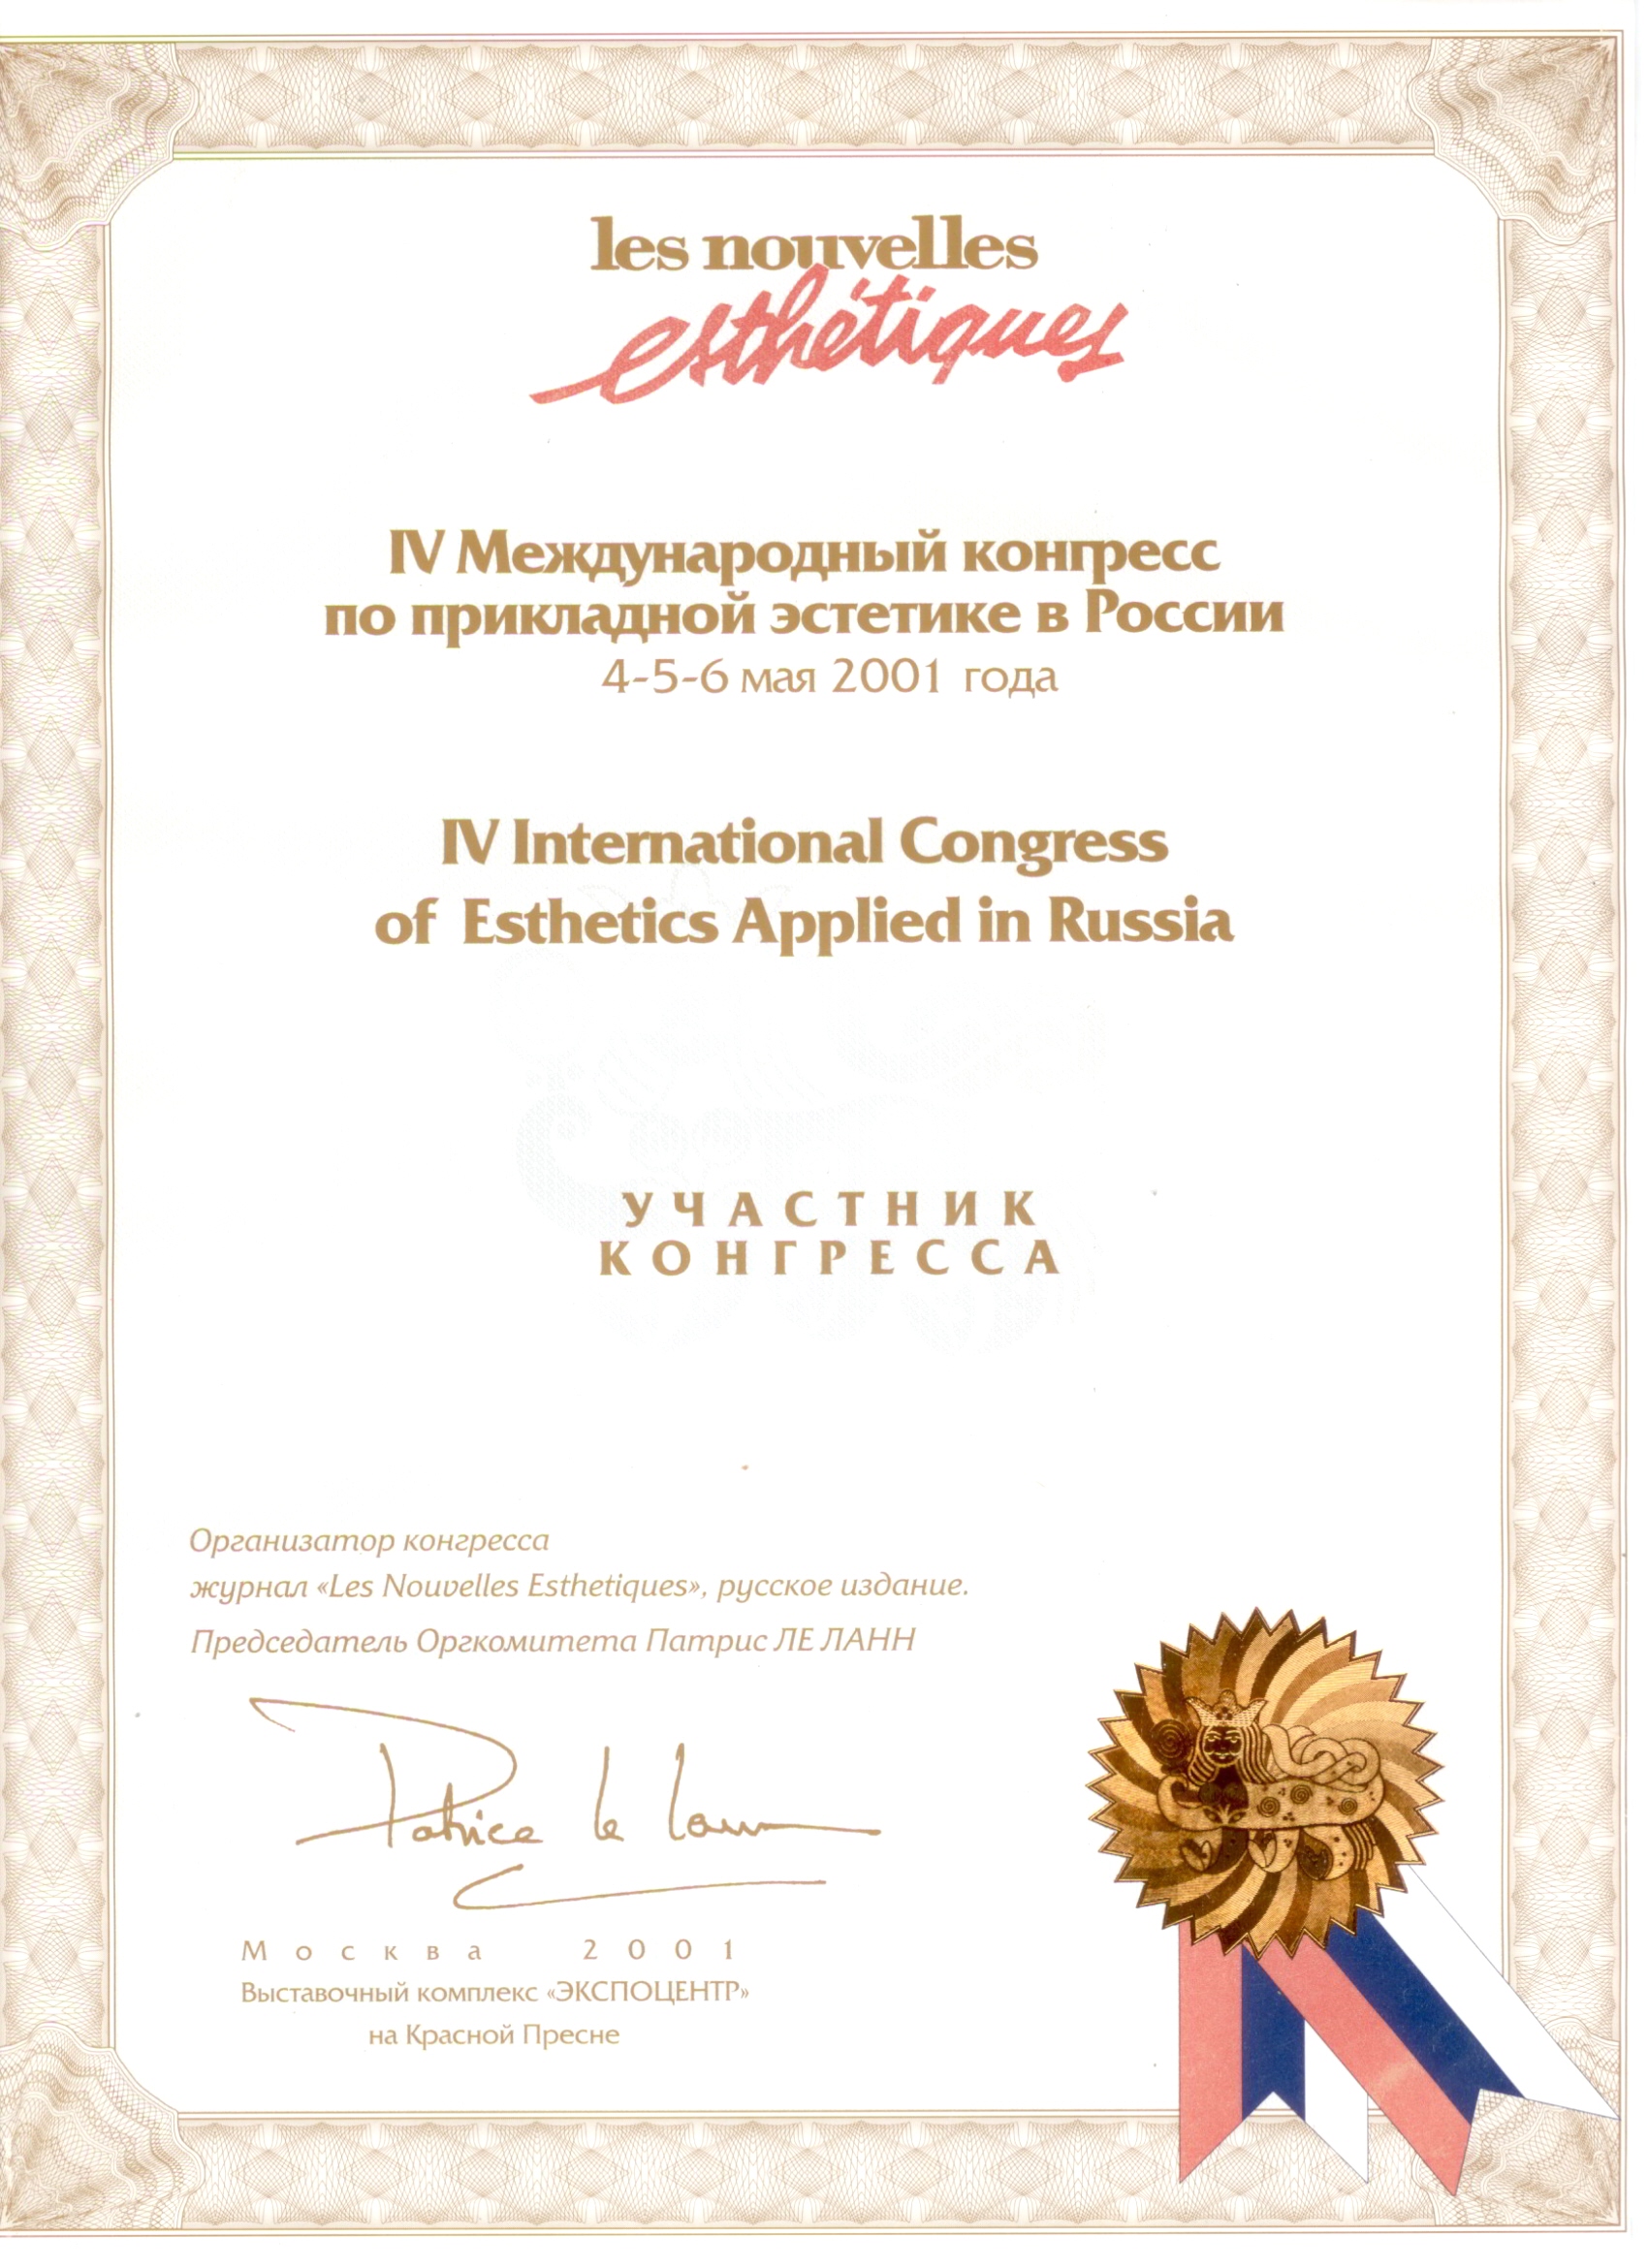 les nouvelles
esthétiques
IV Международный конгресс
по прикладной эстетике в России
4-5-6 мая 2001 года
IV International Congress
of Esthetics Applied in Russia
УЧАСТНИК
КОНГРЕССА
Организатор конгресса
журнал «Les Nouvelles Esthetiques», русское издание.
Председатель Оргкомитета Патрис ЛЕ ЛАНН
Patrice le Lann
Москва 2001
Выставочный комплекс «ЭКСПОЦЕНТР»
на Красной Пресне